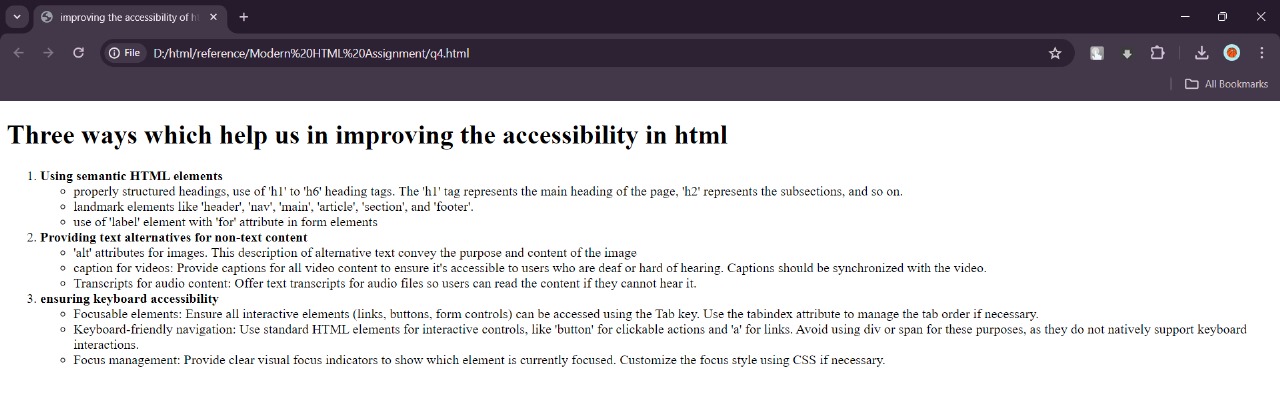 improving the accessibility of h
File D:/html/reference/Modern%20HTML%20Assignment/q4.html
All Bookmarks
Three ways which help us in improving the accessibility in html
1. Using semantic HTML elements
properly structured headings, use of 'h1' to 'h6' heading tags. The 'h1' tag represents the main heading of the page, 'h2' represents the subsections, and so on.
landmark elements like 'header', 'nav', 'main', 'article', 'section', and 'footer'.
use of 'label' element with 'for' attribute in form elements
2. Providing text alternatives for non-text content
'alt' attributes for images. This description of alternative text convey the purpose and content of the image
caption for videos: Provide captions for all video content to ensure it's accessible to users who are deaf or hard of hearing. Captions should be synchronized with the video.
Transcripts for audio content: Offer text transcripts for audio files so users can read the content if they cannot hear it.
3. ensuring keyboard accessibility
Focusable elements: Ensure all interactive elements (links, buttons, form controls) can be accessed using the Tab key. Use the tabindex attribute to manage the tab order if necessary.
Keyboard-friendly navigation: Use standard HTML elements for interactive controls, like 'button' for clickable actions and 'a' for links. Avoid using div or span for these purposes, as they do not natively support keyboard
interactions.
Focus management: Provide clear visual focus indicators to show which element is currently focused. Customize the focus style using CSS if necessary.